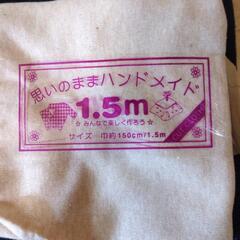 思いのままハンドメイド
1.5m
☆ みんなで楽しく作ろう ☆
サイズ 巾約150cm/1.5m